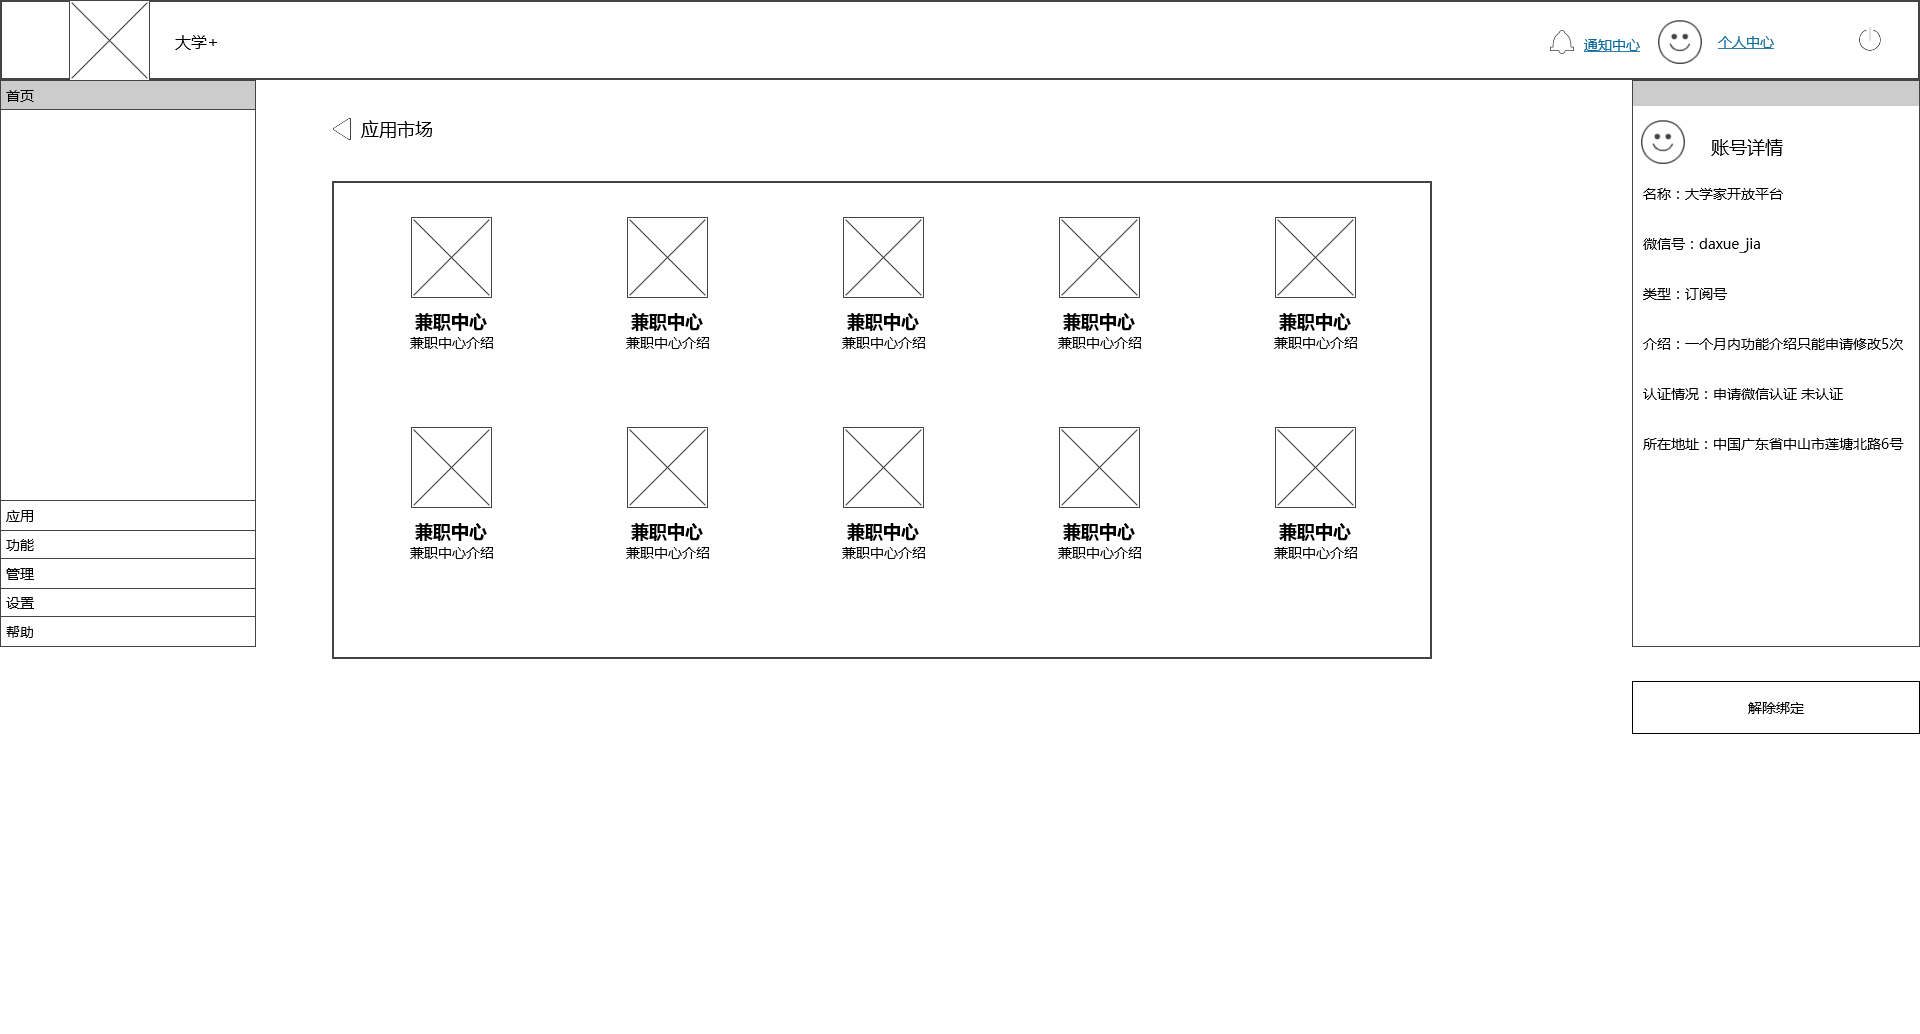 大学+
通知中心
个人中心
首页
应用
功能
管理
设置
帮助
应用市场
兼职中心 兼职中心 兼职中心 兼职中心 兼职中心
兼职中心介绍 兼职中心介绍 兼职中心介绍 兼职中心介绍 兼职中心介绍
兼职中心 兼职中心 兼职中心 兼职中心 兼职中心
兼职中心介绍 兼职中心介绍 兼职中心介绍 兼职中心介绍 兼职中心介绍
账号详情
名称：大学家开放平台
微信号：daxue_jia
类型：订阅号
介绍：一个月内功能介绍只能申请修改5次
认证情况：申请微信认证 未认证
所在地址：中国广东省中山市莲塘北路6号
解除绑定